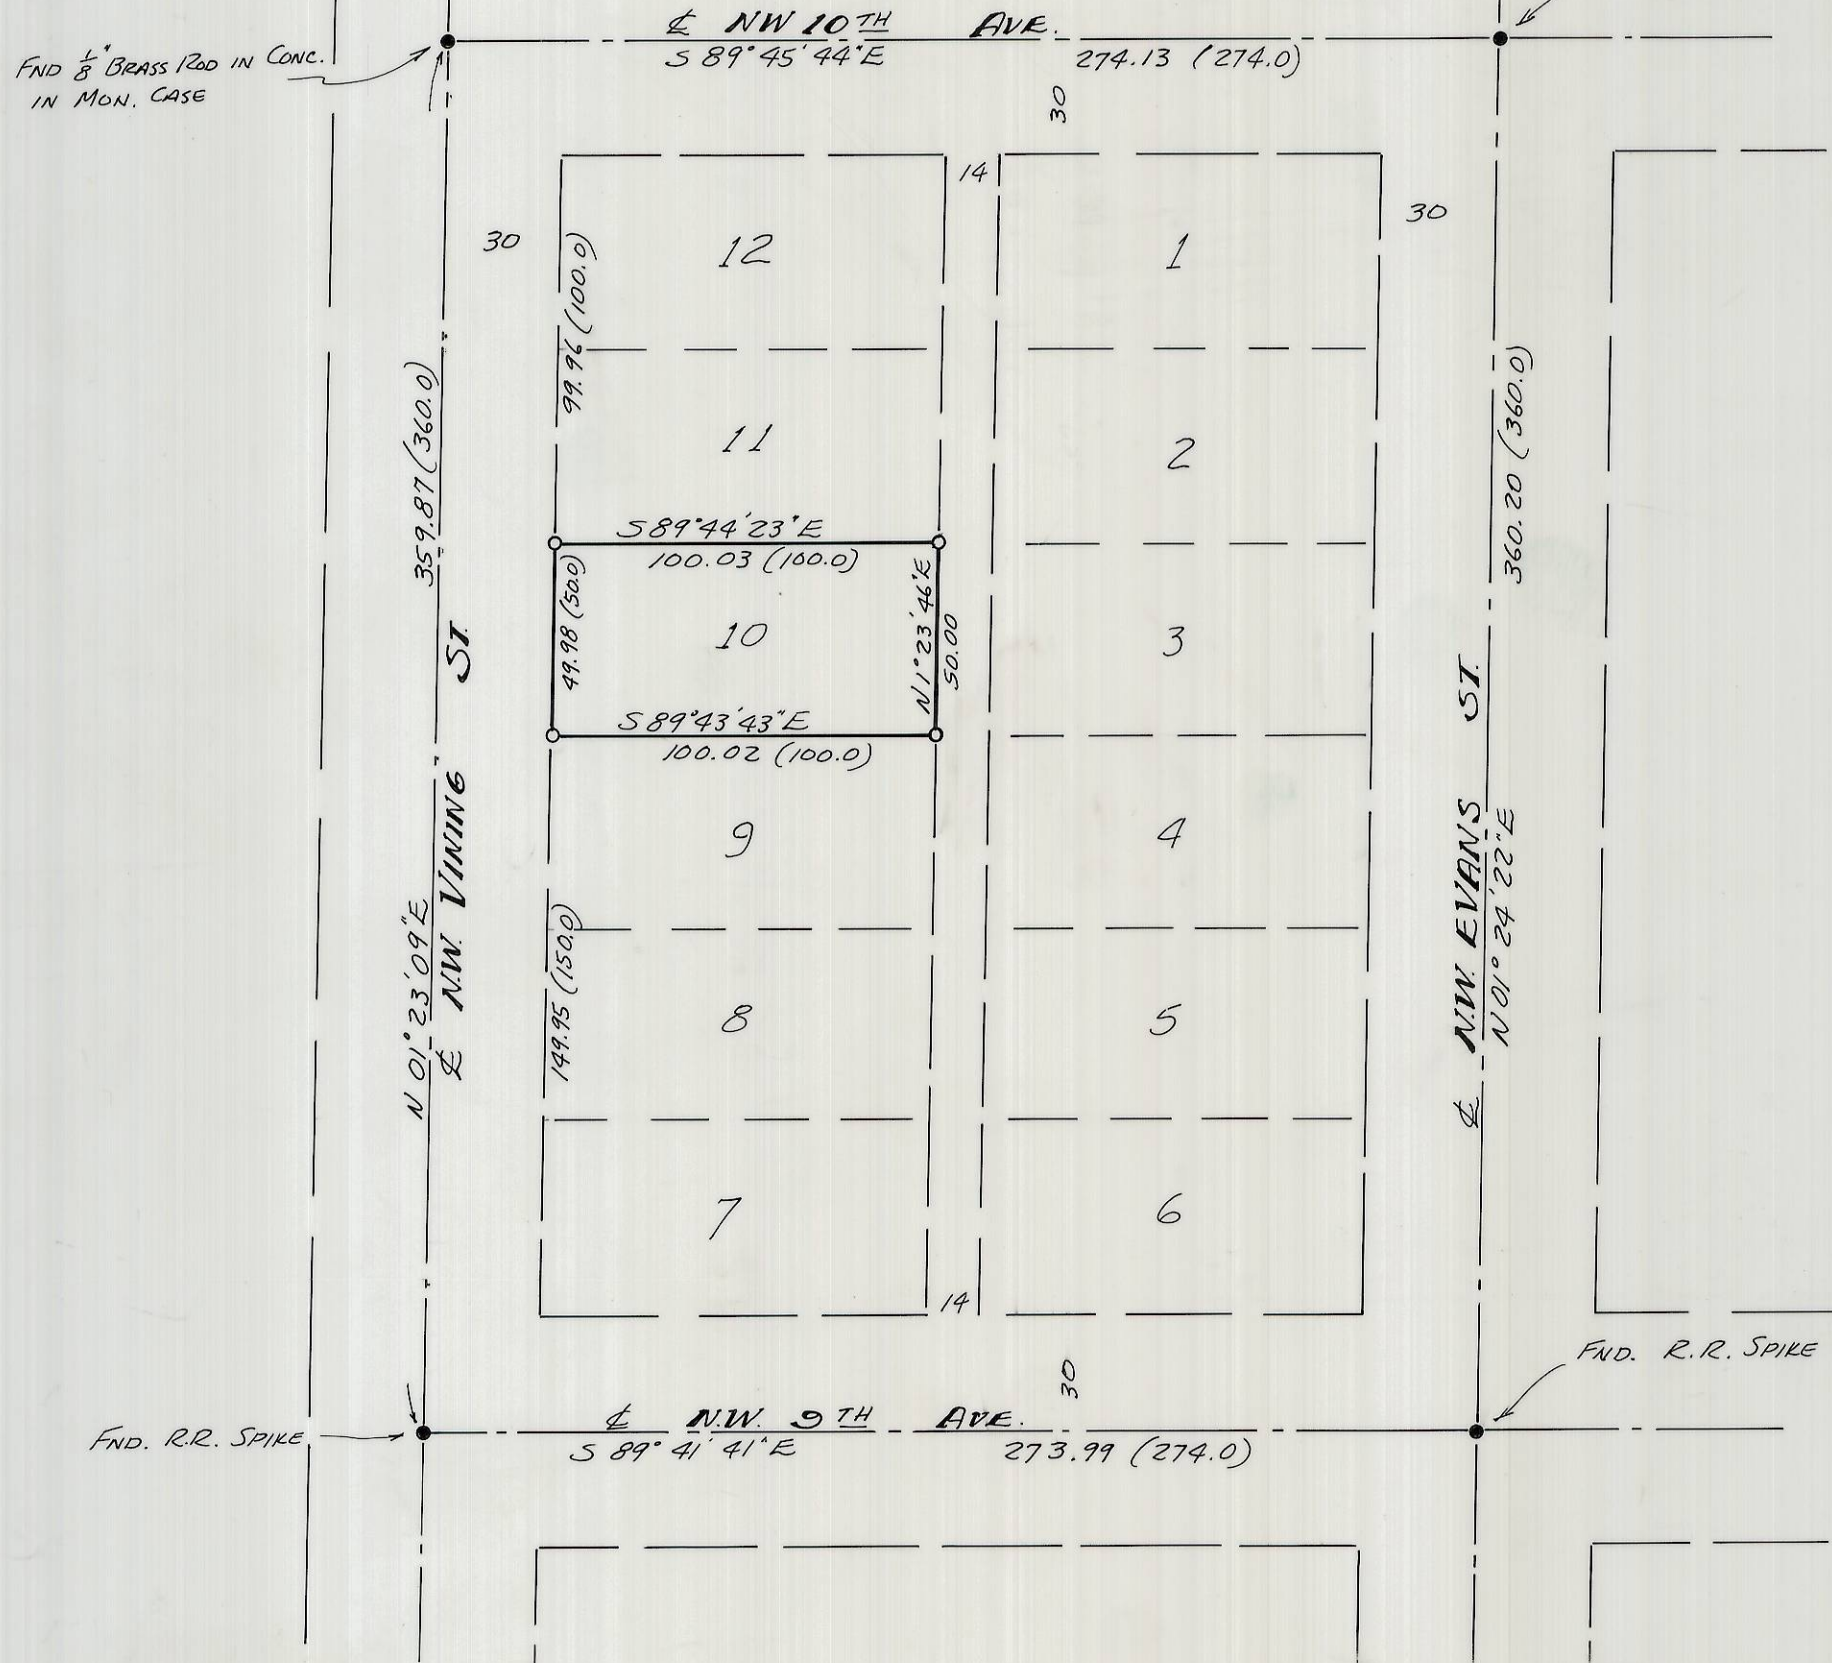 ℄ NW 10TH AVE.
S 89°45'44"E 274.13 (274.0)
FND 1/8" BRASS ROD IN CONC.
IN MON. CASE
30
14
30
30
12
1
99.96 (100.0)
11
2
359.87 (360.0)
360.20 (360.0)
S 89°44'23"E
100.03 (100.0)
49.98 (50.0)
10
N 1°23'46"E
50.00
3
S 89°43'43"E
100.02 (100.0)
℄ N.W. VINING ST.
N 01°23'09"E
9
4
℄ N.W. EVANS ST.
N 01°24'22"E
149.95 (150.0)
8
5
7
6
14
30
FND. R.R. SPIKE
FND. R.R. SPIKE
℄ N.W. 9TH AVE.
S 89°41'41"E 273.99 (274.0)